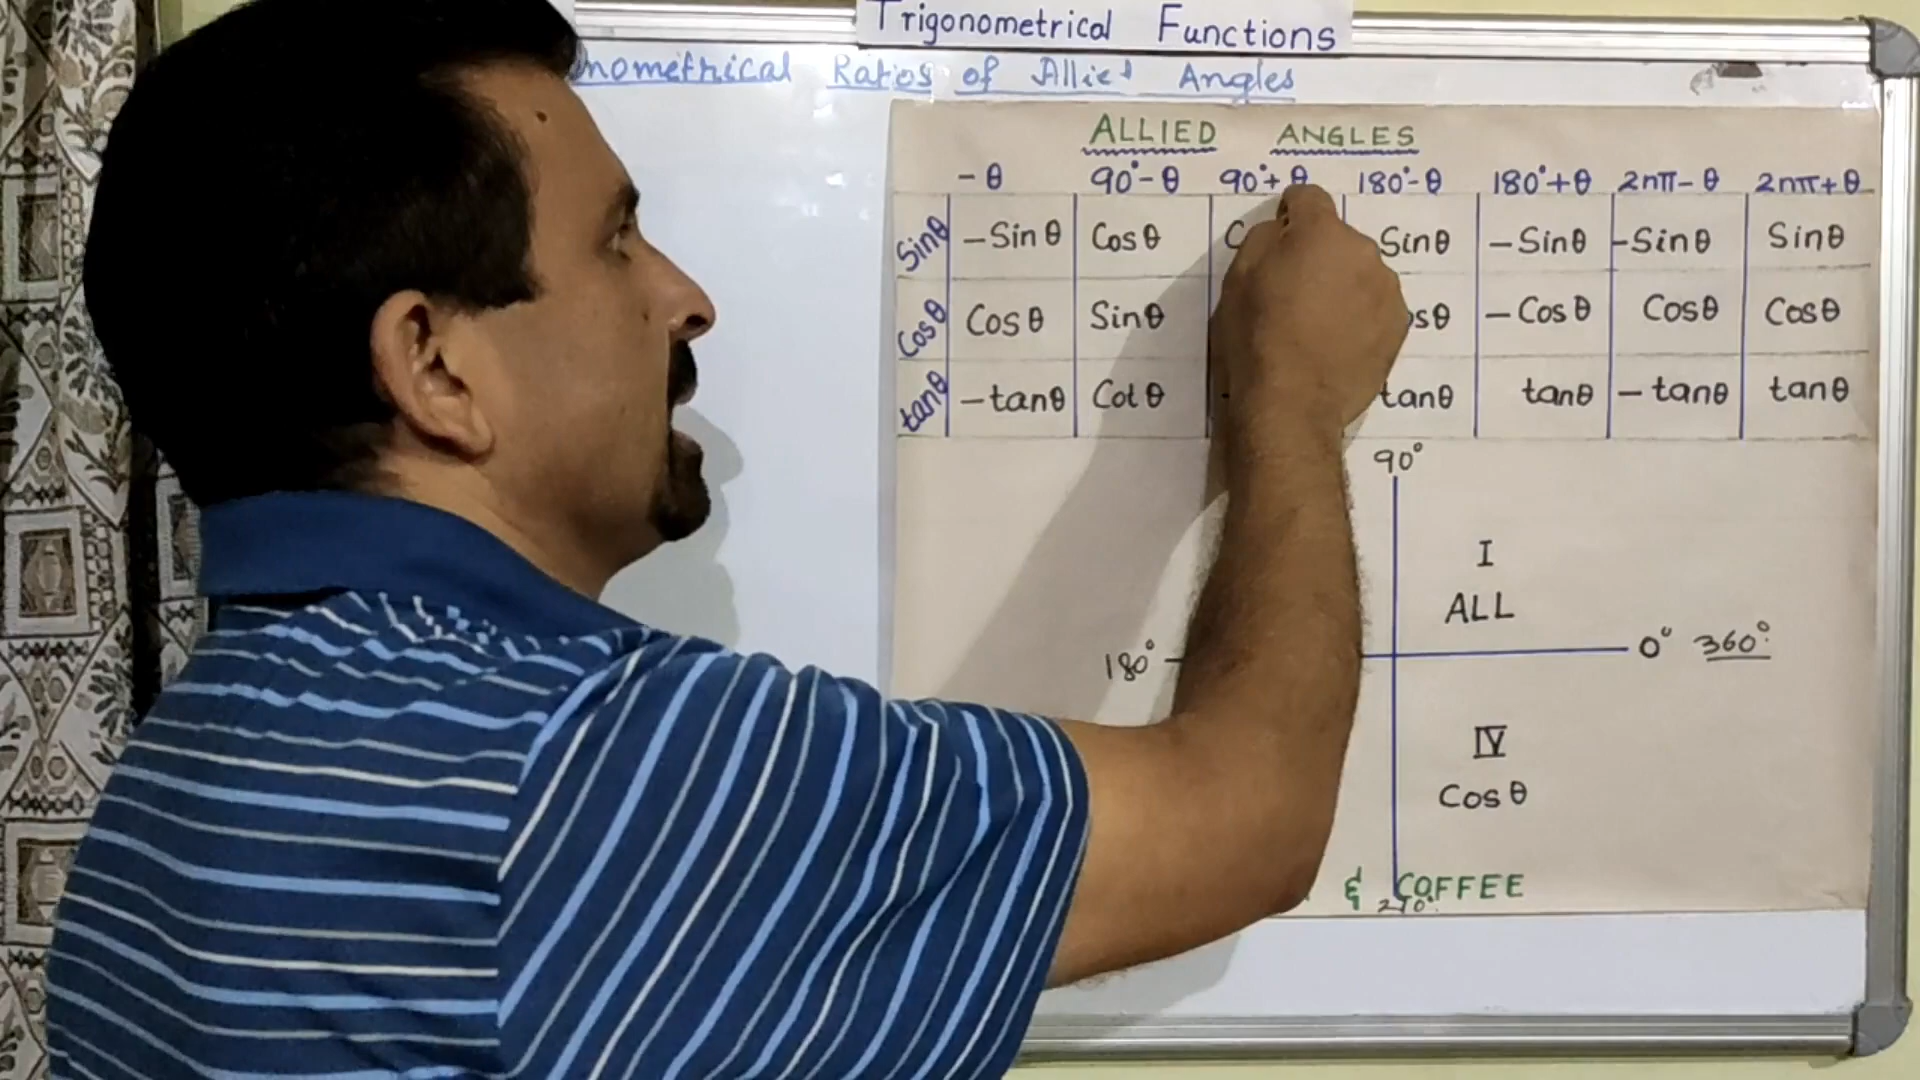 Trigonometrical Functions
Ratios of Allied Angles
ALLIED ANGLES
-θ 90°-θ 90°+θ 180°-θ 180°+θ 2nπ-θ 2nπ+θ
Sinθ -Sinθ Cosθ Sinθ -Sinθ -Sinθ Sinθ
Cosθ Cosθ Sinθ -Cosθ Cosθ Cosθ
tanθ -tanθ Cotθ tanθ tanθ -tanθ tanθ
90°
I
ALL
180° 0° 360°
IV
Cosθ
& COFFEE
270°